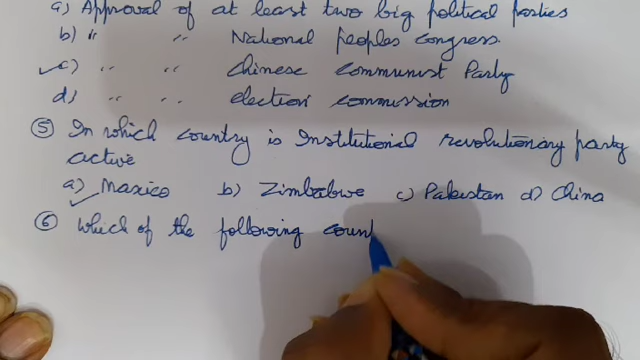 a) Approval of at least two big political parties
b) " " National peoples congress
c) " " Chinese Communist Party
d) " " election commission
⑤ In which country is Institutional revolutionary party
active
a) Maxico b) Zimbabwe c) Pakistan d) China
⑥ Which of the following coun